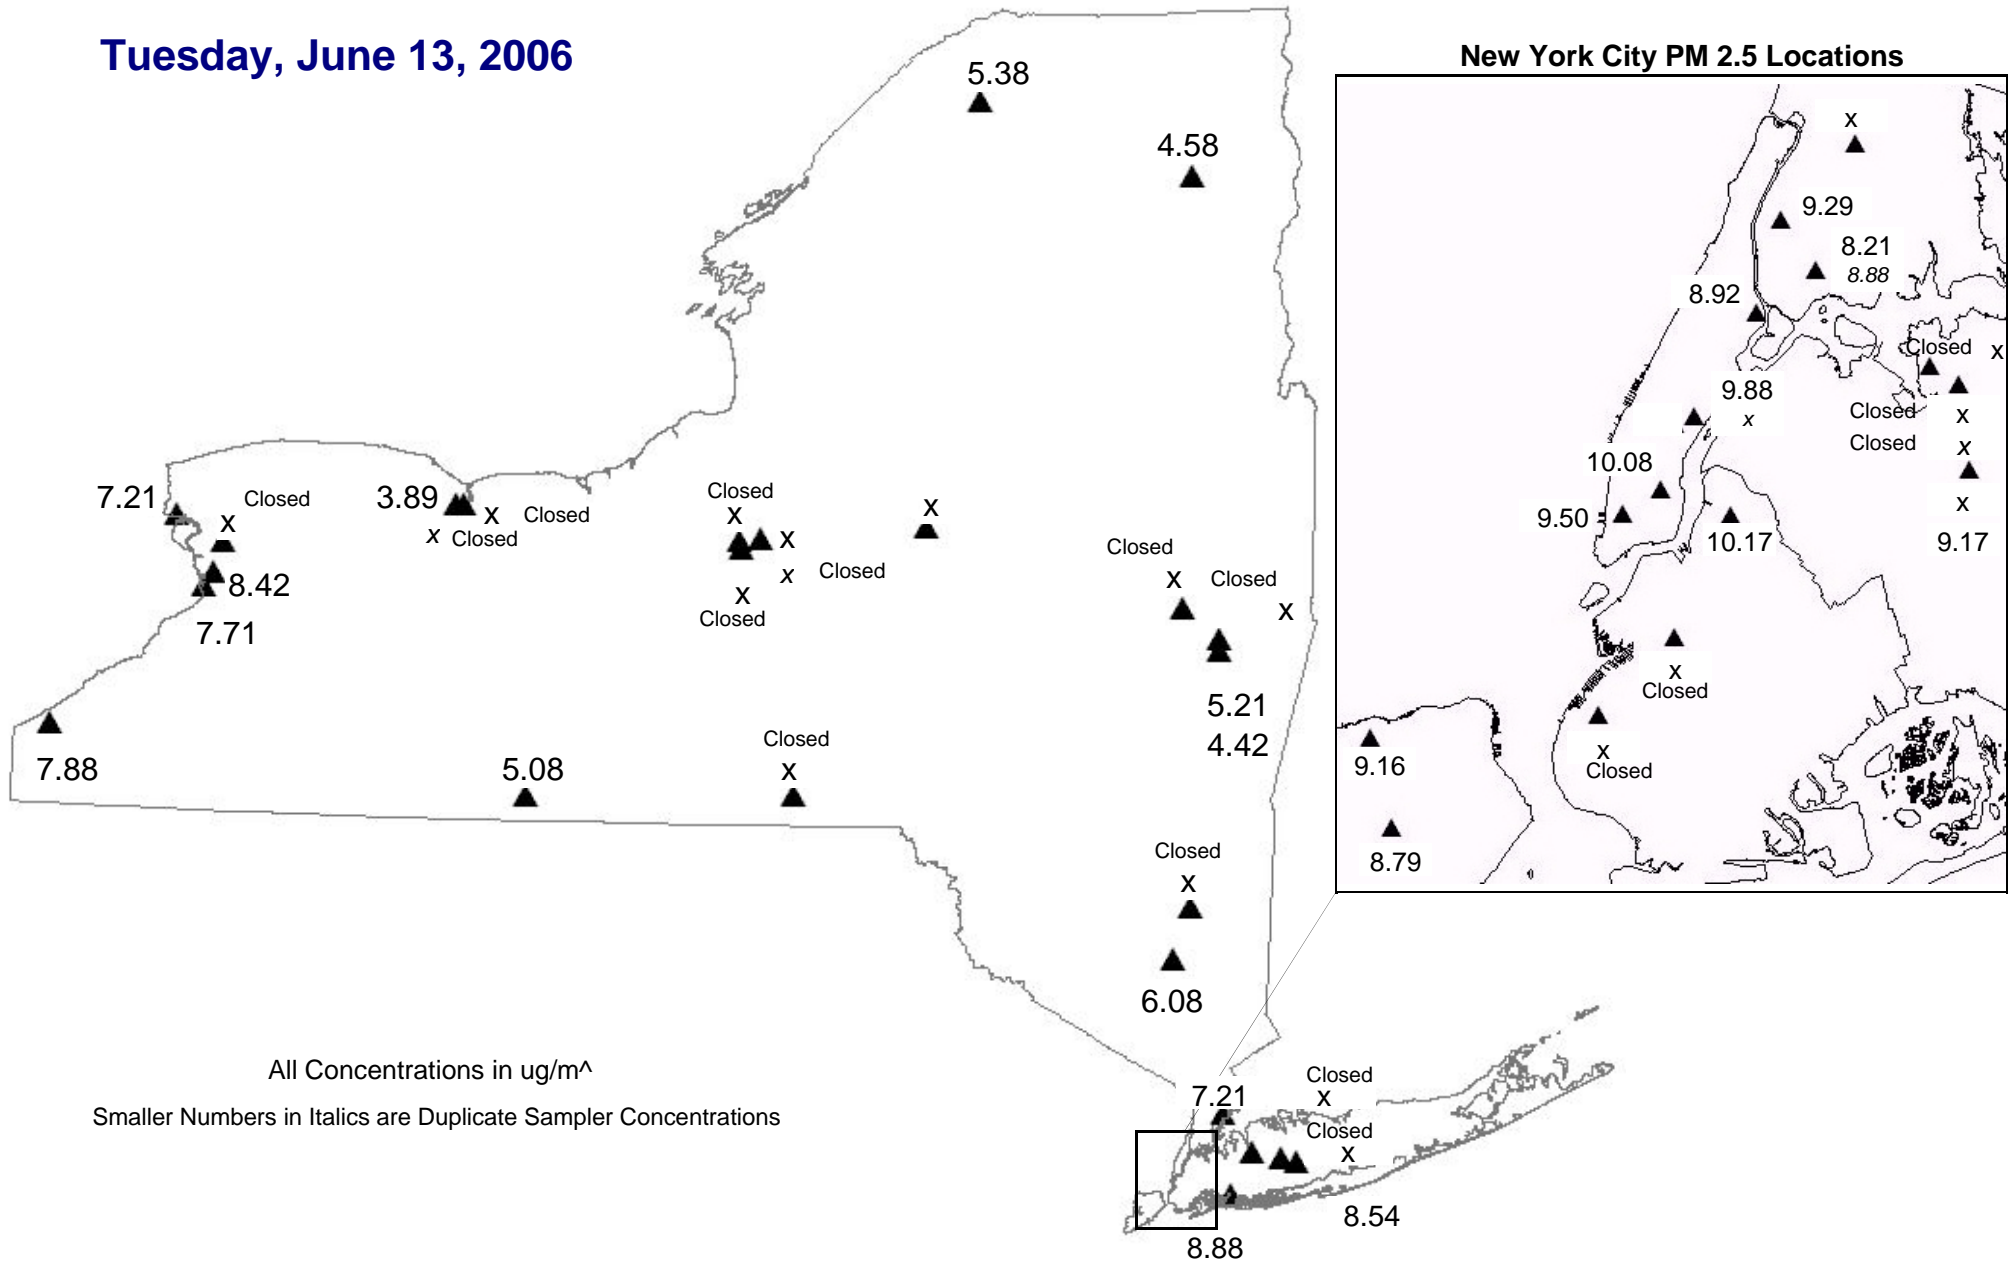 Tuesday, June 13, 2006
New York City PM 2.5 Locations
5.38
4.58
7.21
Closed
x
3.89
x
Closed
x
Closed
Closed
x
x
x
Closed
x
Closed
x
8.42
7.71
Closed
x
Closed
x
5.21
4.42
7.88
5.08
Closed
x
Closed
x
6.08
All Concentrations in ug/m^
Smaller Numbers in Italics are Duplicate Sampler Concentrations
7.21
Closed
x
Closed
x
8.54
8.88
x
9.29
8.21
8.88
8.92
Closed
x
9.88
x
Closed
x
Closed
x
10.08
x
9.50
10.17
9.17
x
Closed
x
Closed
9.16
8.79